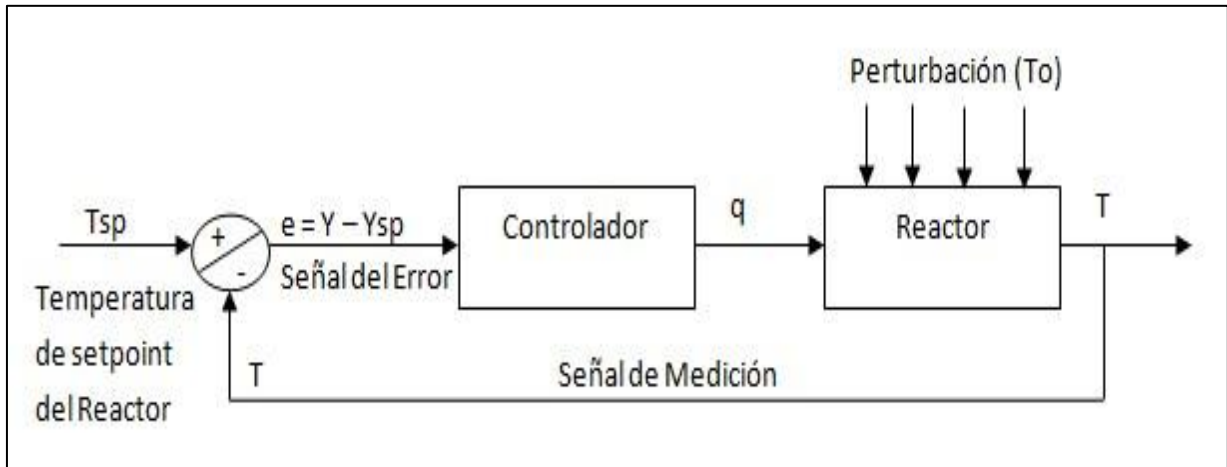 Perturbación (To)
Tsp
+
-
e = Y – Ysp
Señal del Error
Controlador
q
Reactor
T
Temperatura
de setpoint
del Reactor
T
Señal de Medición